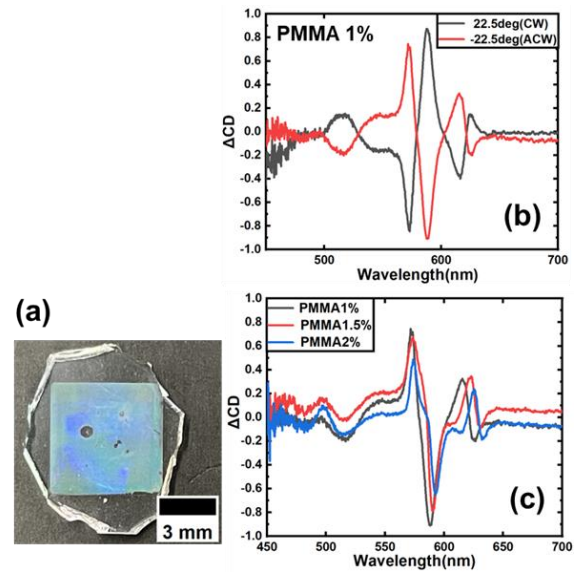 PMMA 1%
22.5deg(CW)
-22.5deg(ACW)
1.0
0.8
0.6
0.4
0.2
0.0
-0.2
-0.4
-0.6
-0.8
-1.0
ΔCD
500
600
700
Wavelength(nm)
(b)
(a)
3 mm
PMMA1%
PMMA1.5%
PMMA2%
1.0
0.8
0.6
0.4
0.2
0.0
-0.2
-0.4
-0.6
-0.8
-1.0
ΔCD
450
500
550
600
650
700
Wavelength(nm)
(c)